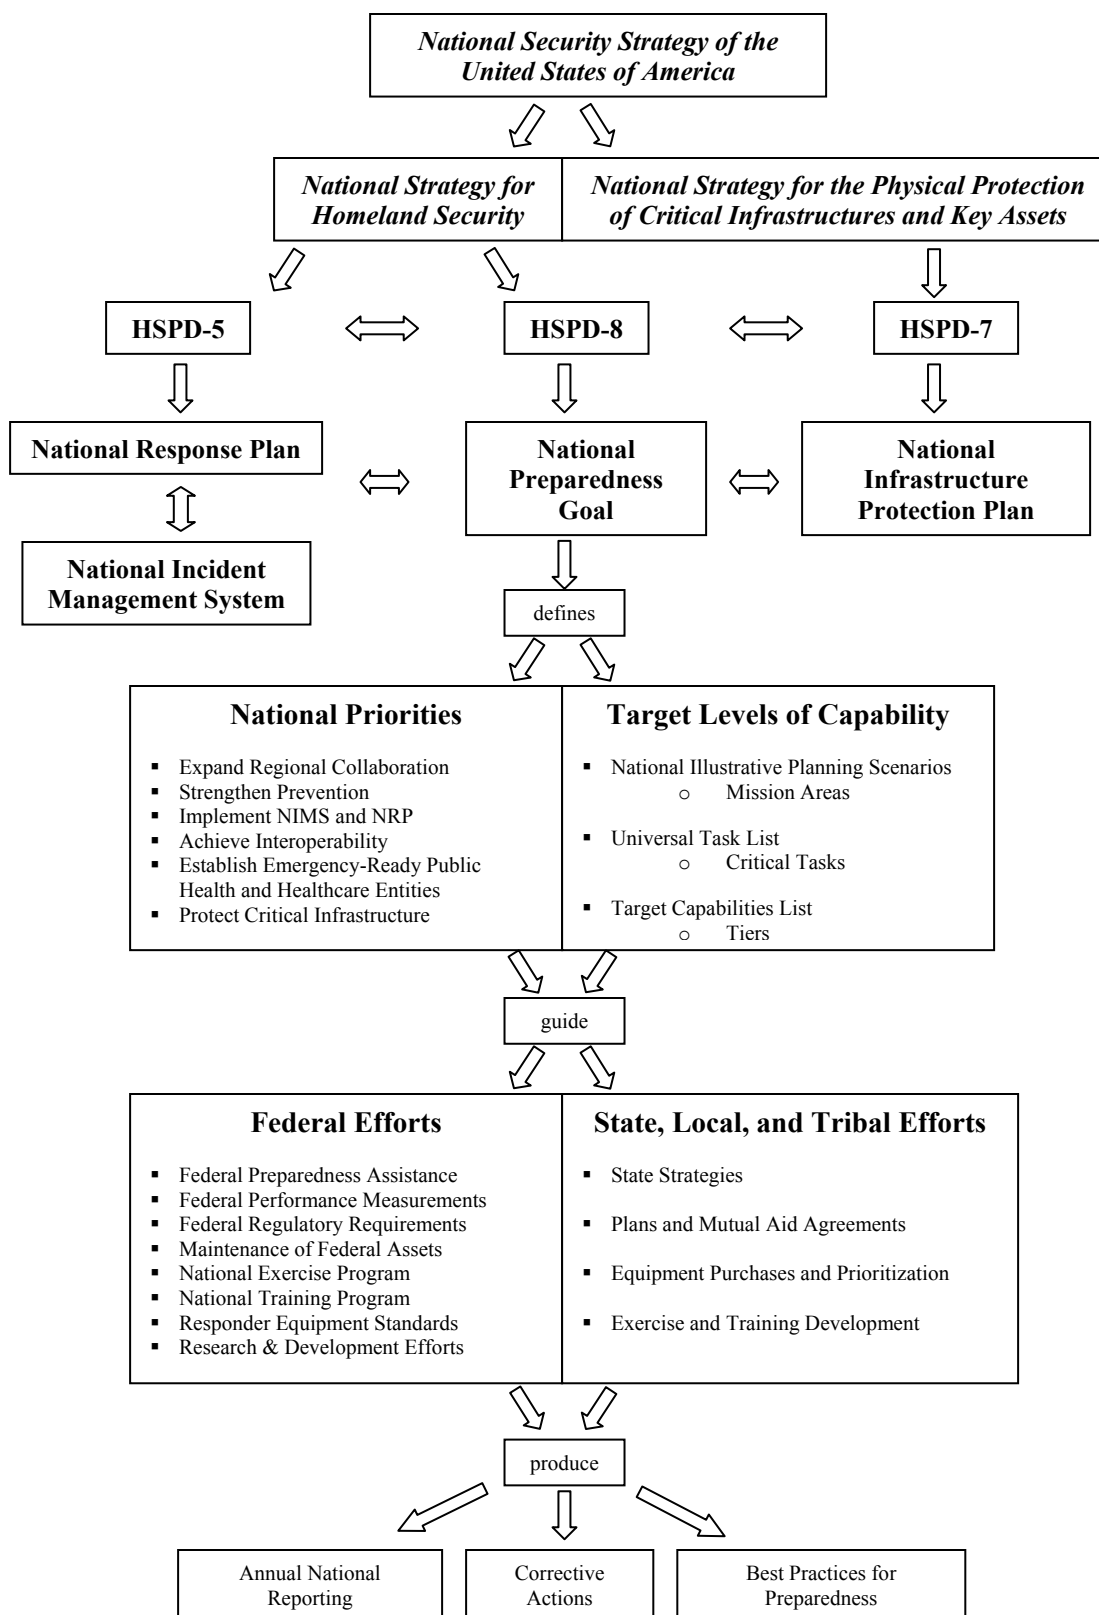 National Security Strategy of the
United States of America
National Strategy for
Homeland Security
National Strategy for the Physical Protection
of Critical Infrastructures and Key Assets
HSPD-5
HSPD-8
HSPD-7
National Response Plan
National
Preparedness
Goal
National
Infrastructure
Protection Plan
National Incident
Management System
defines
National Priorities
▪ Expand Regional Collaboration
▪ Strengthen Prevention
▪ Implement NIMS and NRP
▪ Achieve Interoperability
▪ Establish Emergency-Ready Public
Health and Healthcare Entities
▪ Protect Critical Infrastructure
Target Levels of Capability
▪ National Illustrative Planning Scenarios
o Mission Areas
▪ Universal Task List
o Critical Tasks
▪ Target Capabilities List
o Tiers
guide
Federal Efforts
▪ Federal Preparedness Assistance
▪ Federal Performance Measurements
▪ Federal Regulatory Requirements
▪ Maintenance of Federal Assets
▪ National Exercise Program
▪ National Training Program
▪ Responder Equipment Standards
▪ Research & Development Efforts
State, Local, and Tribal Efforts
▪ State Strategies
▪ Plans and Mutual Aid Agreements
▪ Equipment Purchases and Prioritization
▪ Exercise and Training Development
produce
Annual National
Reporting
Corrective
Actions
Best Practices for
Preparedness